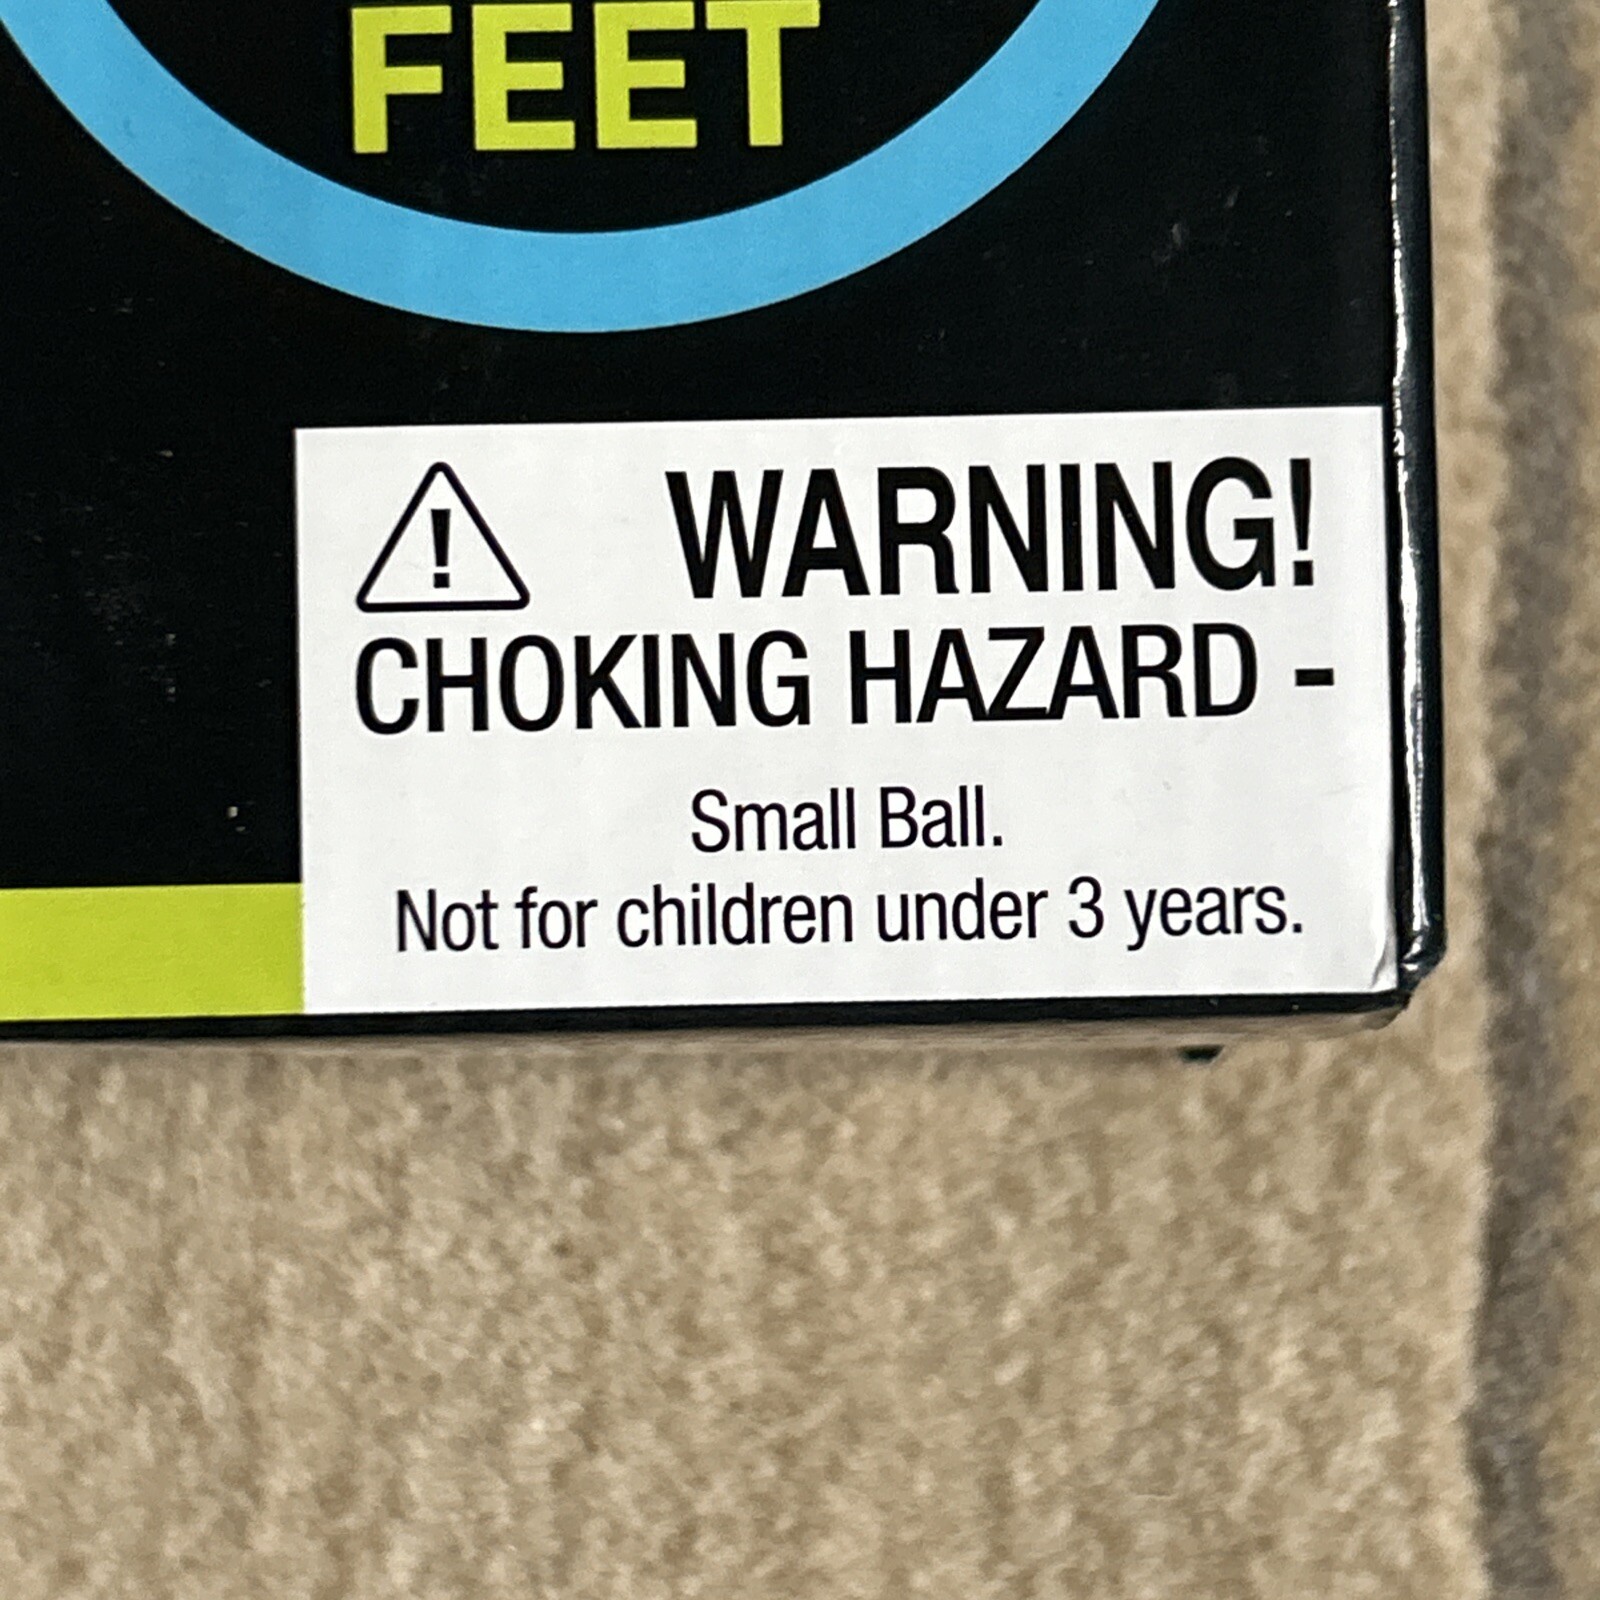 FEET
WARNING!
CHOKING HAZARD -
Small Ball.
Not for children under 3 years.